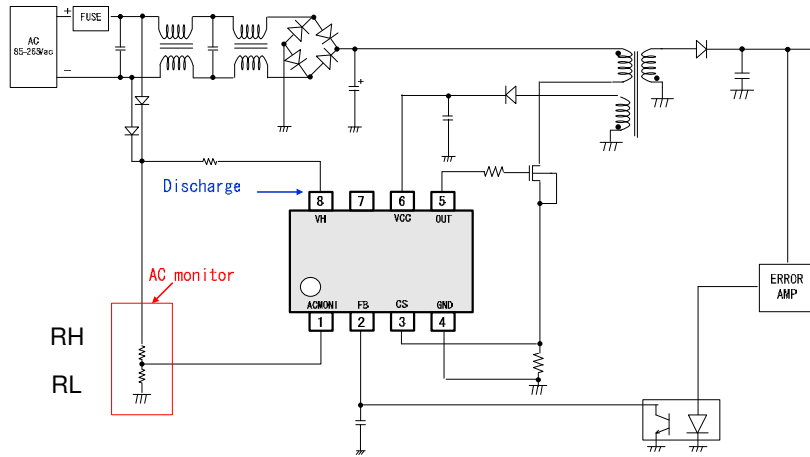 +
FUSE
AC
85-265Vac
−
+
Discharge
8
7
6
5
VH
VCC
OUT
AC monitor
ACMONI
FB
CS
GND
1
2
3
4
RH
RL
ERROR
AMP